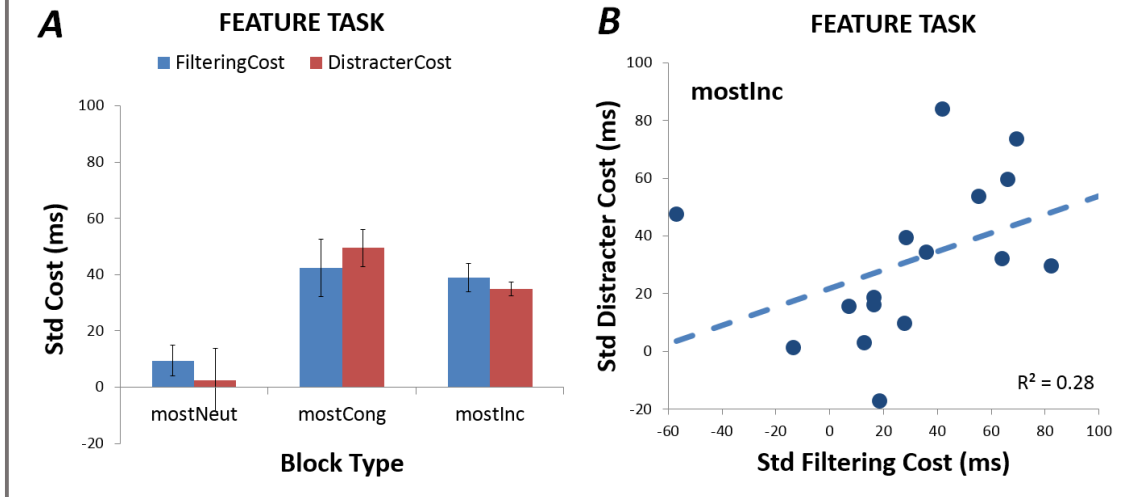 A
FEATURE TASK
FilteringCost DistracterCost
Std Cost (ms)
100
80
60
40
20
0
-20
mostNeut mostCong mostInc
Block Type
B
FEATURE TASK
mostInc
Std Distracter Cost (ms)
100
80
60
40
20
0
-20
R² = 0.28
-60 -40 -20 0 20 40 60 80 100
Std Filtering Cost (ms)